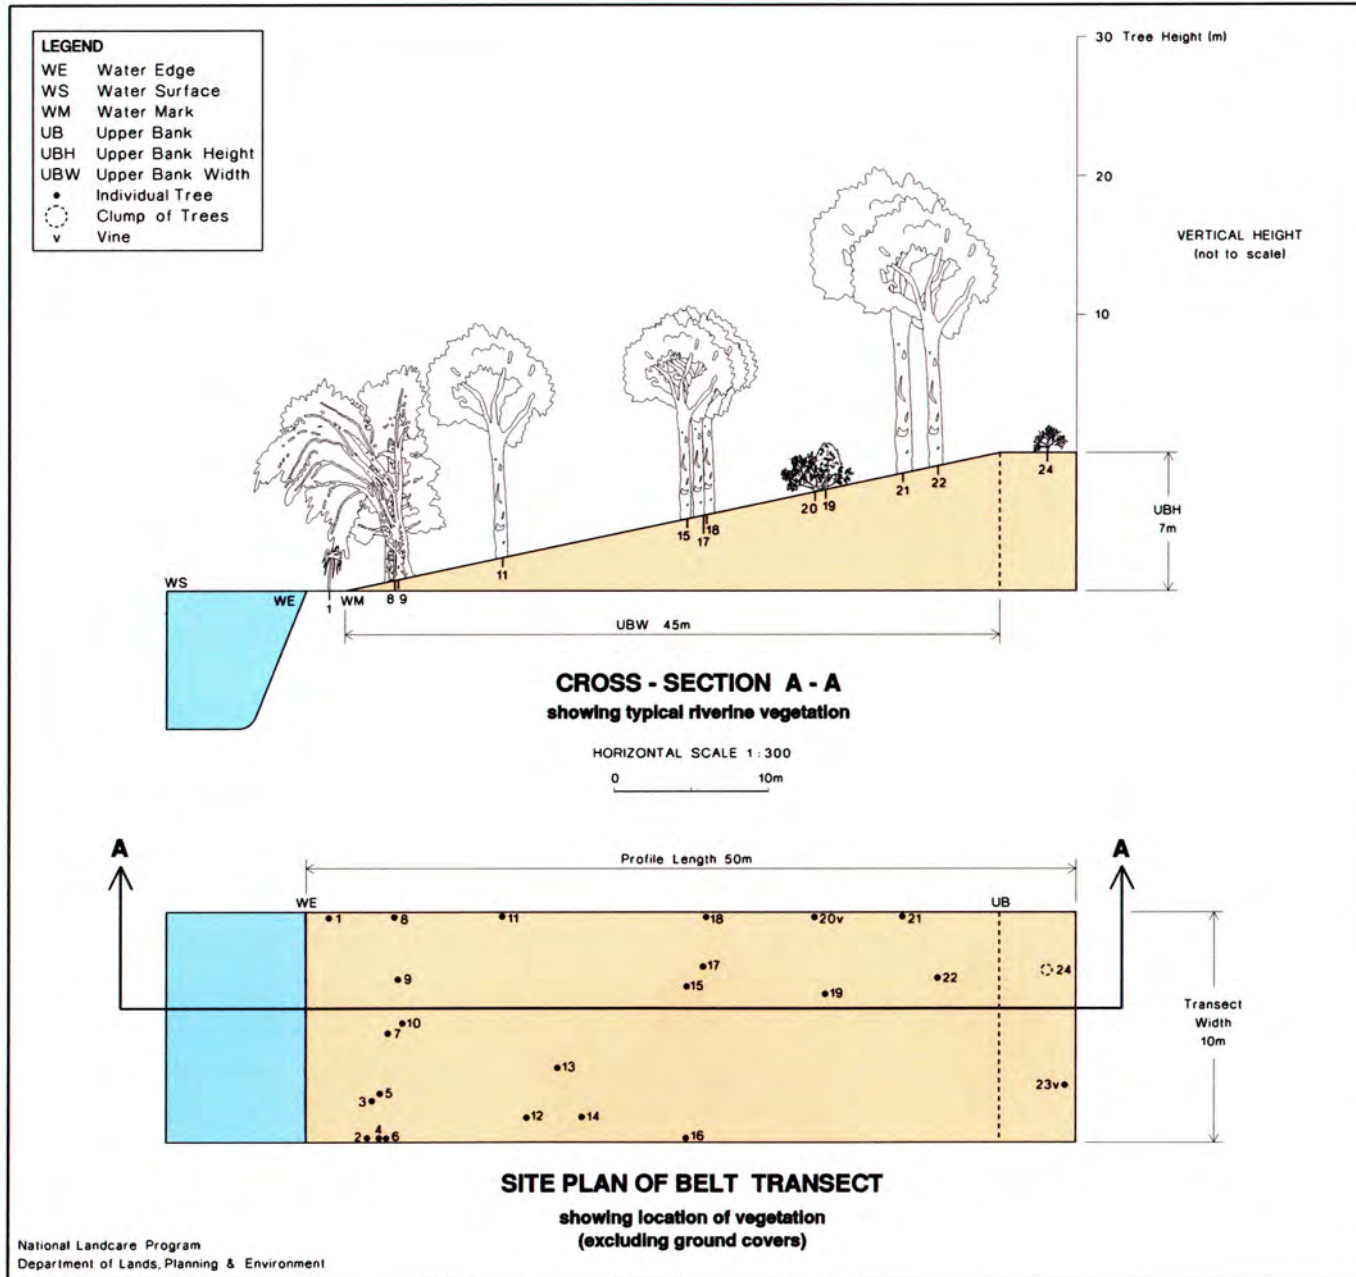 LEGEND
WE Water Edge
WS Water Surface
WM Water Mark
UB Upper Bank
UBH Upper Bank Height
UBW Upper Bank Width
Individual Tree
Clump of Trees
v Vine
30 Tree Height (m)
20
VERTICAL HEIGHT
(not to scale)
10
24
22
21
UBH
7m
20 19
15 18
17
11
WS
WE
1
WM
8 9
UBW 45m
CROSS - SECTION A - A
showing typical riverine vegetation
HORIZONTAL SCALE 1 : 300
0 10m
A A
Profile Length 50m
WE UB
1 8 11 18 20v 21
17
24
9
15
19
22
10
7
Transect
Width
10m
13
5
3
23v
12 14
4
2 6 16
SITE PLAN OF BELT TRANSECT
showing location of vegetation
(excluding ground covers)
National Landcare Program
Department of Lands, Planning & Environment